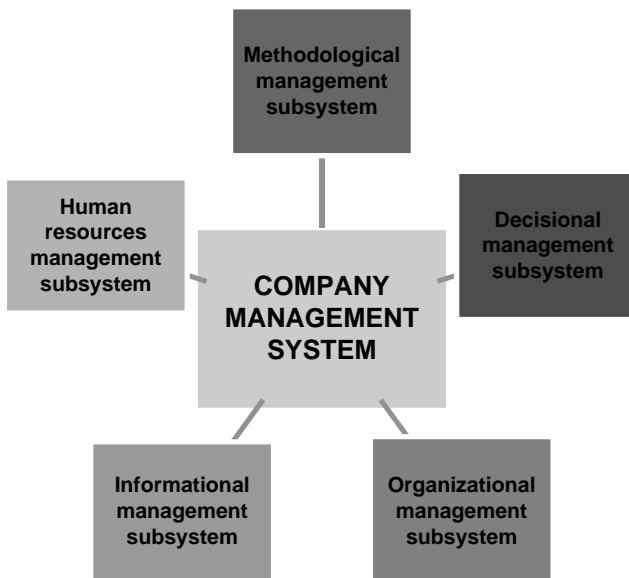 Methodological
management
subsystem
Human
resources
management
subsystem
Decisional
management
subsystem
COMPANY
MANAGEMENT
SYSTEM
Informational
management
subsystem
Organizational
management
subsystem